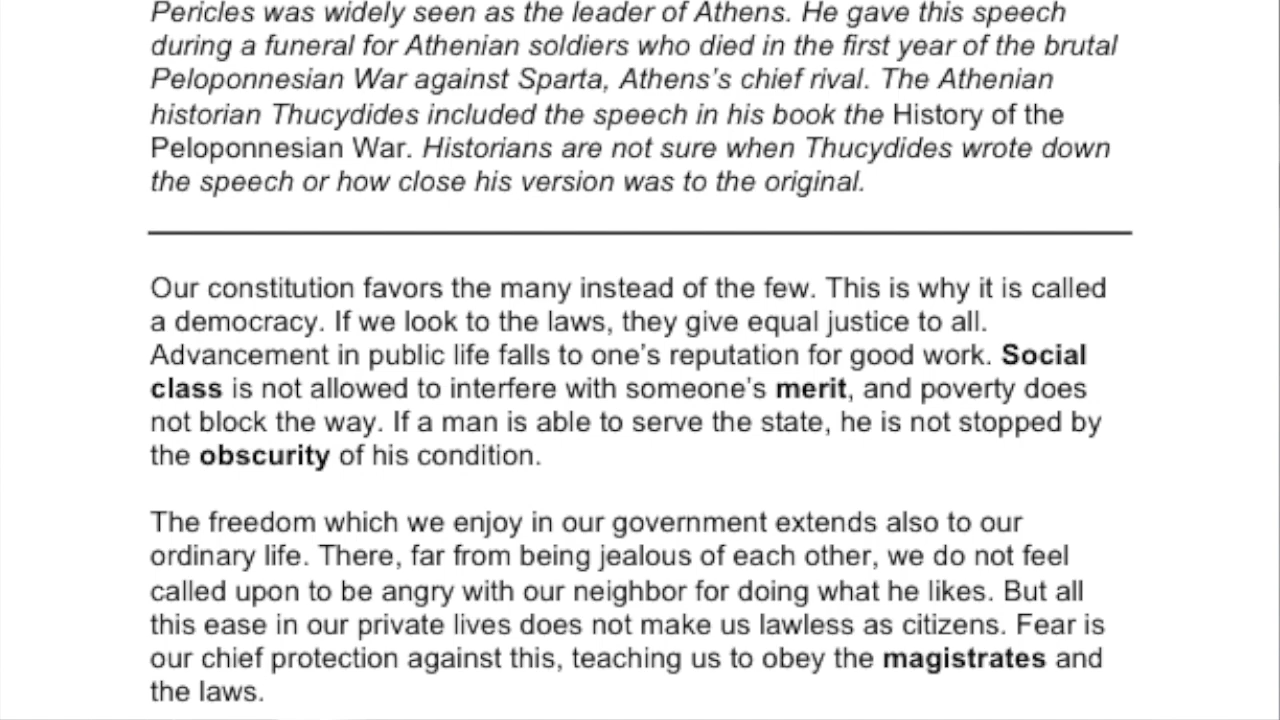 Pericles was widely seen as the leader of Athens. He gave this speech
during a funeral for Athenian soldiers who died in the first year of the brutal
Peloponnesian War against Sparta, Athens’s chief rival. The Athenian
historian Thucydides included the speech in his book the History of the
Peloponnesian War. Historians are not sure when Thucydides wrote down
the speech or how close his version was to the original.
Our constitution favors the many instead of the few. This is why it is called
a democracy. If we look to the laws, they give equal justice to all.
Advancement in public life falls to one’s reputation for good work. Social
class is not allowed to interfere with someone’s merit, and poverty does
not block the way. If a man is able to serve the state, he is not stopped by
the obscurity of his condition.
The freedom which we enjoy in our government extends also to our
ordinary life. There, far from being jealous of each other, we do not feel
called upon to be angry with our neighbor for doing what he likes. But all
this ease in our private lives does not make us lawless as citizens. Fear is
our chief protection against this, teaching us to obey the magistrates and
the laws.